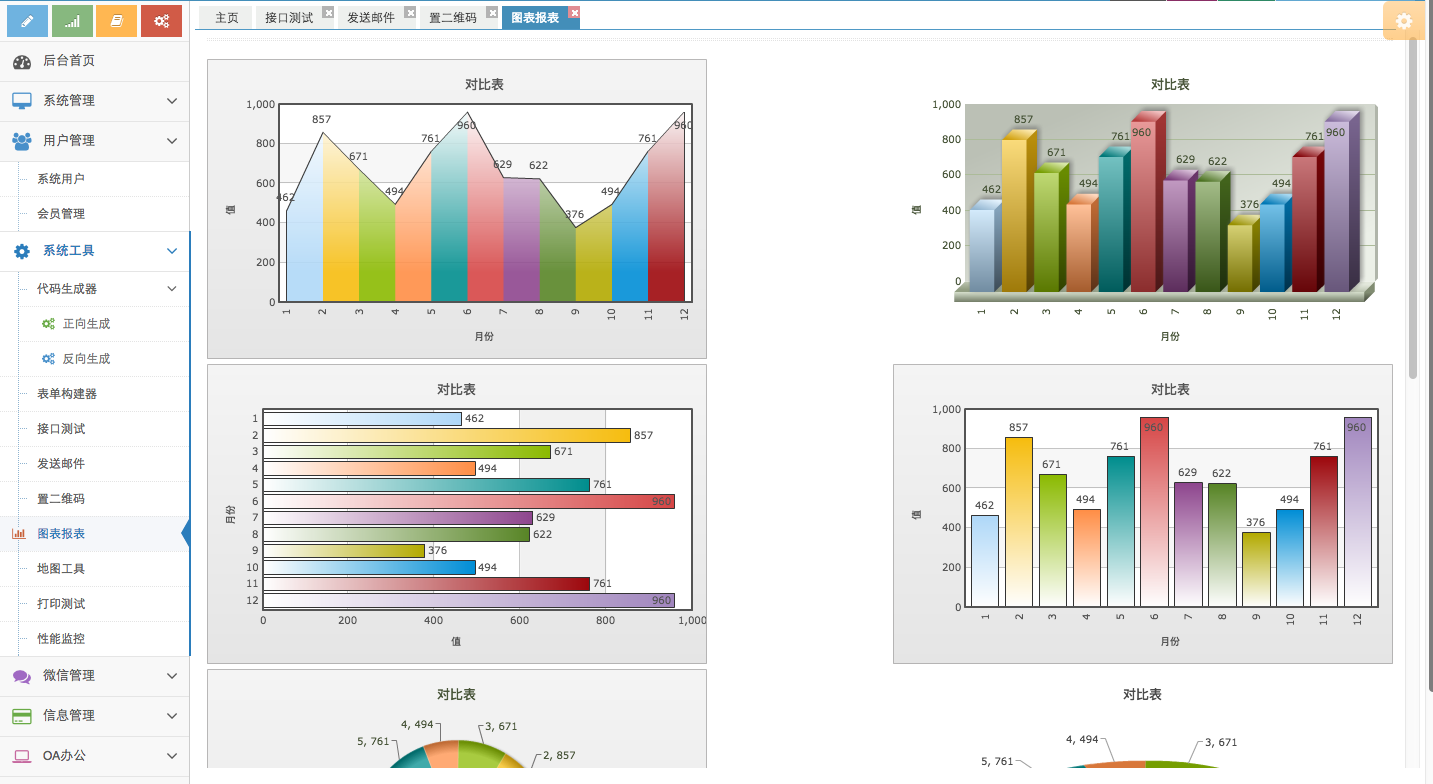 主页
接口测试
发送邮件
置二维码
图表报表
后台首页
系统管理
用户管理
系统用户
会员管理
系统工具
代码生成器
正向生成
反向生成
表单构建器
接口测试
发送邮件
置二维码
图表报表
地图工具
打印测试
性能监控
微信管理
信息管理
OA办公
对比表
1,000
800
600
400
200
0
值
462
857
671
494
761
960
629
622
376
494
761
960
1 2 3 4 5 6 7 8 9 10 11 12
月份
对比表
1,000
800
600
400
200
0
值
462
857
671
494
761
960
629
622
376
494
761
960
1 2 3 4 5 6 7 8 9 10 11 12
月份
对比表
月份
1 462
2 857
3 671
4 494
5 761
6 960
7 629
8 622
9 376
10 494
11 761
12 960
0 200 400 600 800 1,000
值
对比表
1,000
800
600
400
200
0
值
462
857
671
494
761
960
629
622
376
494
761
960
1 2 3 4 5 6 7 8 9 10 11 12
月份
对比表
4, 494
3, 671
5, 761
2, 857
对比表
4, 494
3, 671
5, 761